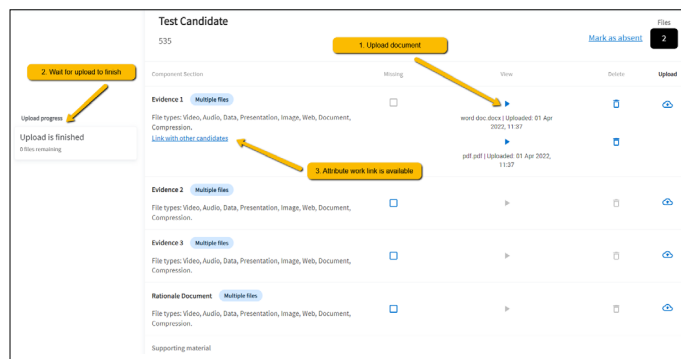 Test Candidate
535
Files
Mark as absent
2
1. Upload document
2. Wait for upload to finish
Component Section
Missing
View
Delete
Upload
Upload progress
Upload is finished
0 files remaining
Evidence 1 Multiple files
File types: Video, Audio, Data, Presentation, Image, Web, Document,
Compression.
Link with other candidates
word doc.docx | Uploaded: 01 Apr
2022, 11:37
pdf.pdf | Uploaded: 01 Apr 2022,
11:37
3. Attribute work link is available
Evidence 2 Multiple files
File types: Video, Audio, Data, Presentation, Image, Web, Document,
Compression.
Evidence 3 Multiple files
File types: Video, Audio, Data, Presentation, Image, Web, Document,
Compression.
Rationale Document Multiple files
File types: Video, Audio, Data, Presentation, Image, Web, Document,
Compression.
Supporting material